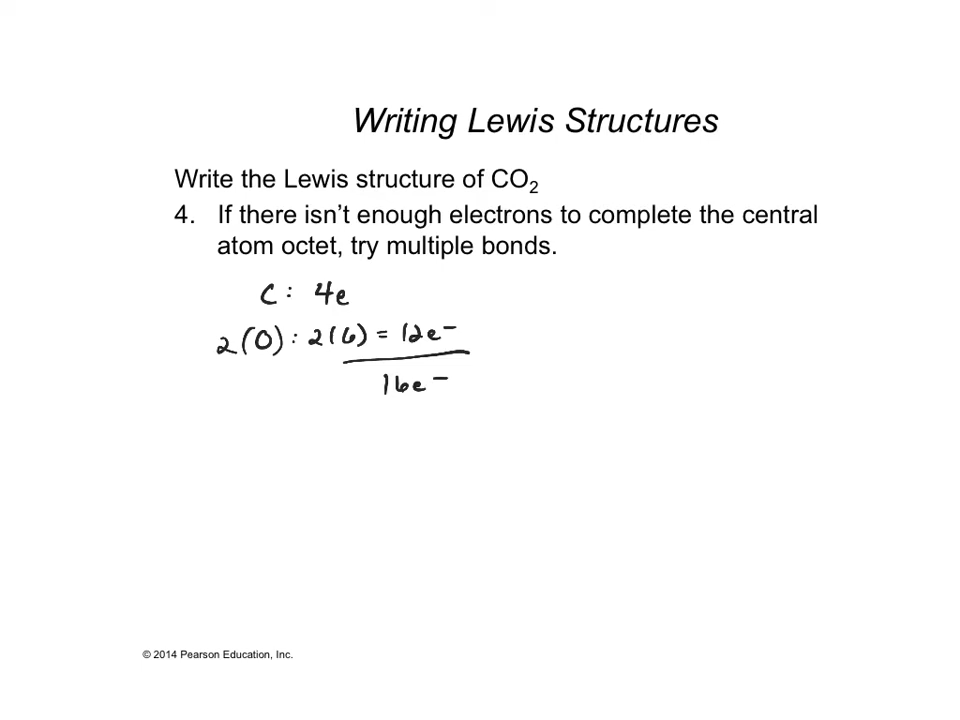 Writing Lewis Structures
Write the Lewis structure of CO₂
4. If there isn’t enough electrons to complete the central
atom octet, try multiple bonds.
C: 4e
2(O): 2(6) = 12e⁻
16e⁻
© 2014 Pearson Education, Inc.